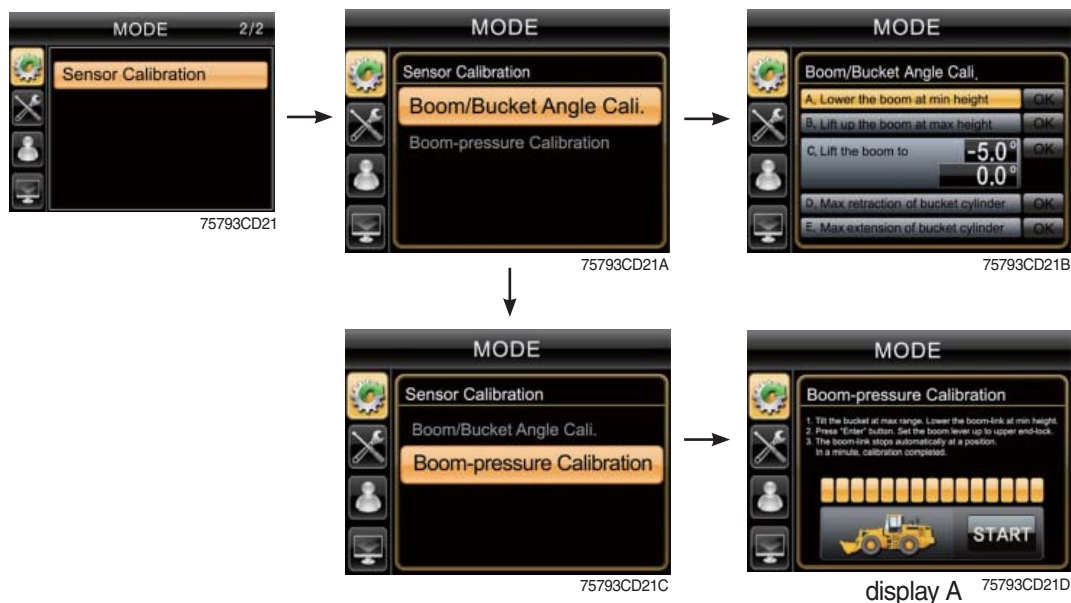 MODE 2/2
Sensor Calibration
75793CD21
MODE
Sensor Calibration
Boom/Bucket Angle Cali.
Boom-pressure Calibration
75793CD21A
MODE
Boom/Bucket Angle Cali.
A. Lower the boom at min height OK
B. Lift up the boom at max height OK
C. Lift the boom to -5.0° OK
0.0°
D. Max retraction of bucket cylinder OK
E. Max extension of bucket cylinder OK
75793CD21B
MODE
Sensor Calibration
Boom/Bucket Angle Cali.
Boom-pressure Calibration
75793CD21C
MODE
Boom-pressure Calibration
1. Tilt the bucket at max range. Lower the boom-link at min height.
2. Press "Enter" button. Set the boom lever up to upper end-lock.
3. The boom-link stops automatically at a position.
In a minute, calibration completed.
START
display A 75793CD21D